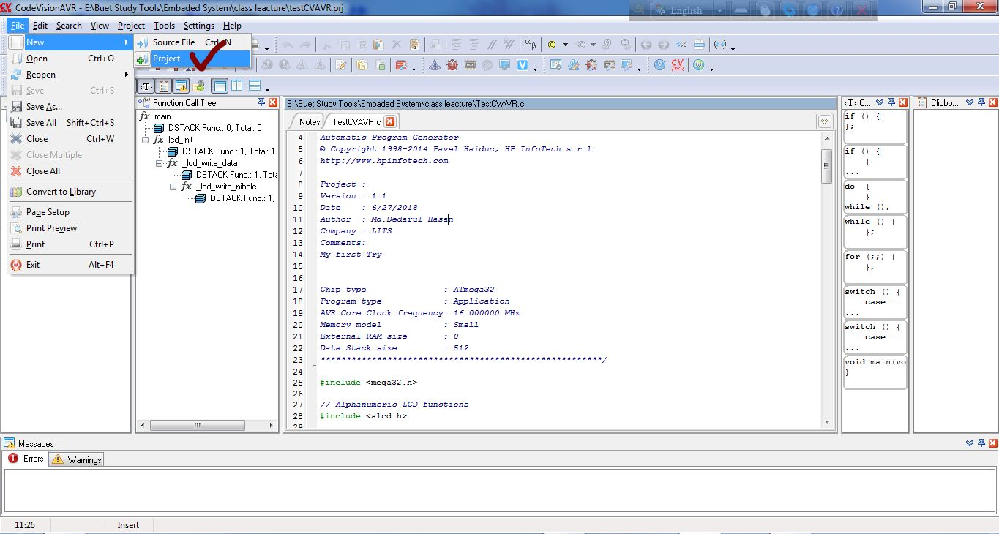 CodeVisionAVR - E:\Buet Study Tools\Embaded System\class leacture\testCVAVR.prj
English
File Edit Search View Project Tools Settings Help
New
Source File Ctrl+N
Project
Open Ctrl+O
Reopen
Save Ctrl+S
Save As...
Save All Shift+Ctrl+S
Close Ctrl+W
Close Multiple
Close All
Convert to Library
Page Setup
Print Preview
Print Ctrl+P
Exit Alt+F4
Function Call Tree
main
DSTACK Func.: 0, Total: 0
lcd_init
DSTACK Func.: 1, Total: 1
_lcd_write_data
DSTACK Func.: 1, Tota
_lcd_write_nibble
DSTACK Func.: 1,
E:\Buet Study Tools\Embaded System\class leacture\TestCVAVR.c
Notes TestCVAVR.c
4 Automatic Program Generator
5 © Copyright 1998-2014 Pavel Haiduc, HP InfoTech s.r.l.
6 http://www.hpinfotech.com
7
8 Project :
9 Version : 1.1
10 Date : 6/27/2018
11 Author : Md.Dedarul Hasan
12 Company : LITS
13 Comments:
14 My first Try
15
16
17 Chip type : ATmega32
18 Program type : Application
19 AVR Core Clock frequency: 16.000000 MHz
20 Memory model : Small
21 External RAM size : 0
22 Data Stack size : 512
23 *******************************************************/
24
25 #include <mega32.h>
26
27 // Alphanumeric LCD functions
28 #include <alcd.h>
29
<T> C...
if () {
};
if () {
}
...
do {
}
while ();
while () {
};
for (;;) {
};
switch () {
case :
...
switch () {
case :
...
void main(vo
}
Clipbo...
Messages
Errors Warnings
11:26 Insert